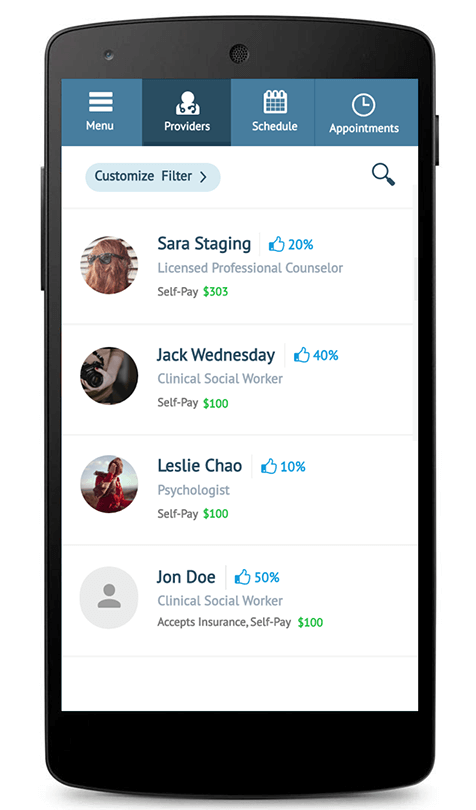 Menu
Providers
Schedule
Appointments
Customize Filter >
Sara Staging 20%
Licensed Professional Counselor
Self-Pay $303
Jack Wednesday 40%
Clinical Social Worker
Self-Pay $100
Leslie Chao 10%
Psychologist
Self-Pay $100
Jon Doe 50%
Clinical Social Worker
Accepts Insurance, Self-Pay $100